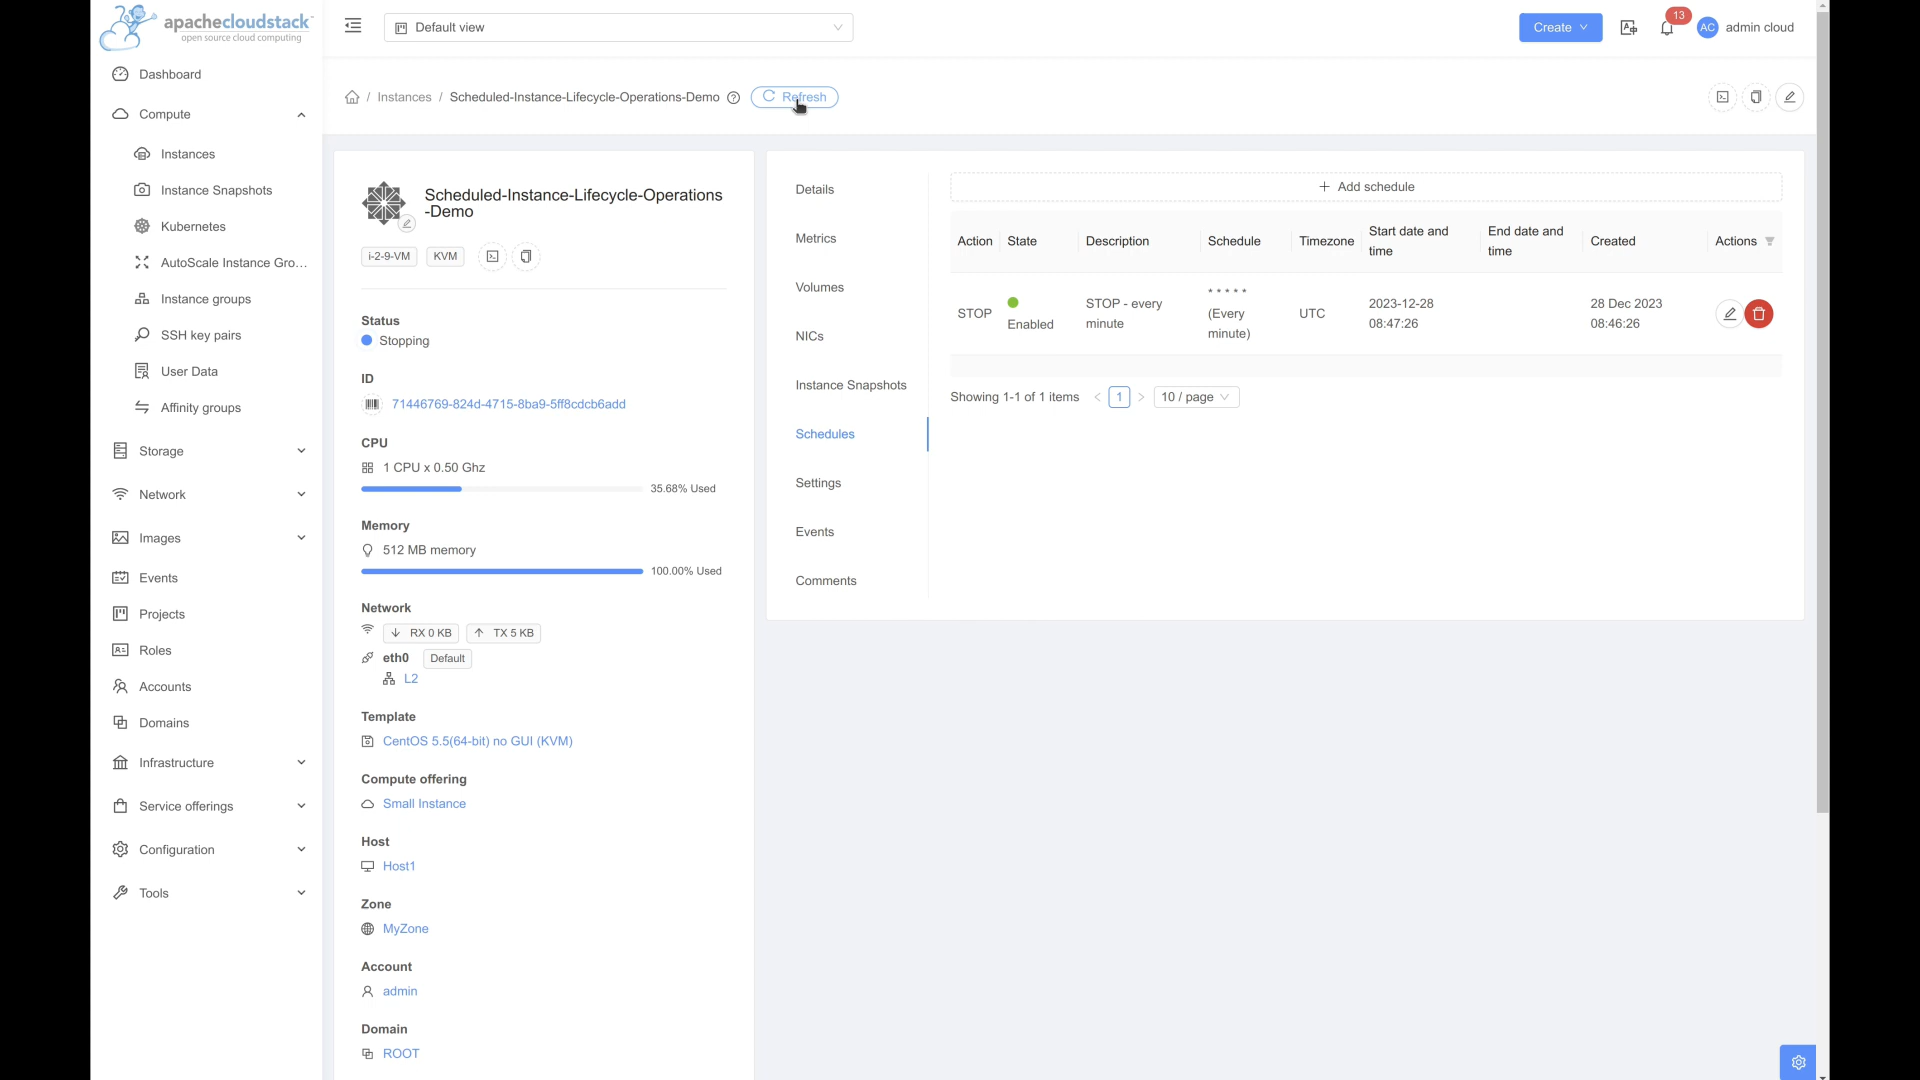 apachecloudstack™
open source cloud computing
Default view
Create
13
AC
admin cloud
Dashboard
Compute
Instances
Instance Snapshots
Kubernetes
AutoScale Instance Gro...
Instance groups
SSH key pairs
User Data
Affinity groups
Storage
Network
Images
Events
Projects
Roles
Accounts
Domains
Infrastructure
Service offerings
Configuration
Tools
/ Instances / Scheduled-Instance-Lifecycle-Operations-Demo
Refresh
Scheduled-Instance-Lifecycle-Operations
-Demo
i-2-9-VM
KVM
Status
Stopping
ID
71446769-824d-4715-8ba9-5ff8cdcb6add
CPU
1 CPU x 0.50 Ghz
35.68% Used
Memory
512 MB memory
100.00% Used
Network
RX 0 KB
TX 5 KB
eth0
Default
L2
Template
CentOS 5.5(64-bit) no GUI (KVM)
Compute offering
Small Instance
Host
Host1
Zone
MyZone
Account
admin
Domain
ROOT
Details
Metrics
Volumes
NICs
Instance Snapshots
Schedules
Settings
Events
Comments
+ Add schedule
Action
State
Description
Schedule
Timezone
Start date and
time
End date and
time
Created
Actions
STOP
Enabled
STOP - every
minute
* * * * *
(Every
minute)
UTC
2023-12-28
08:47:26
28 Dec 2023
08:46:26
Showing 1-1 of 1 items
< 1 >
10 / page